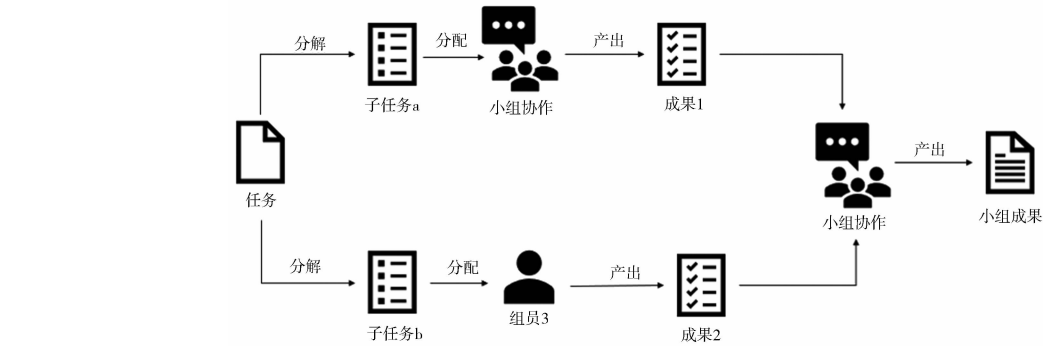 分解
子任务a
分配
小组协作
产出
成果1
任务
小组协作
产出
小组成果
分解
子任务b
分配
组员3
产出
成果2